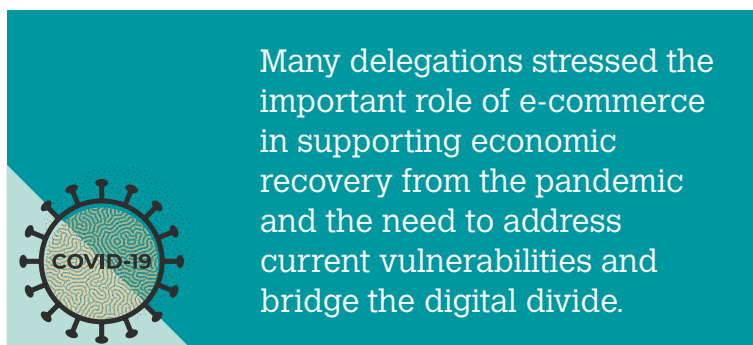 Many delegations stressed the
important role of e-commerce
in supporting economic
recovery from the pandemic
and the need to address
current vulnerabilities and
bridge the digital divide.
COVID-19